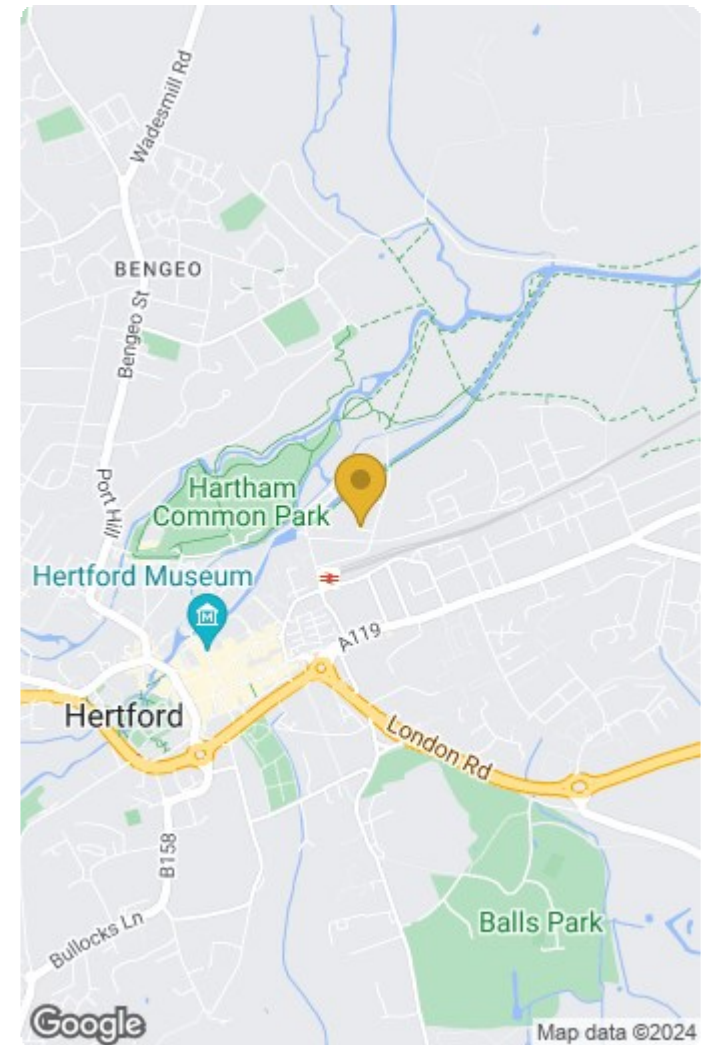 Wadesmill Rd
BENGEO
Bengeo St
Port Hill
Hartham
Common Park
Hertford Museum
M
A119
Hertford
London Rd
B158
Bullocks Ln
Balls Park
Google
Map data ©2024